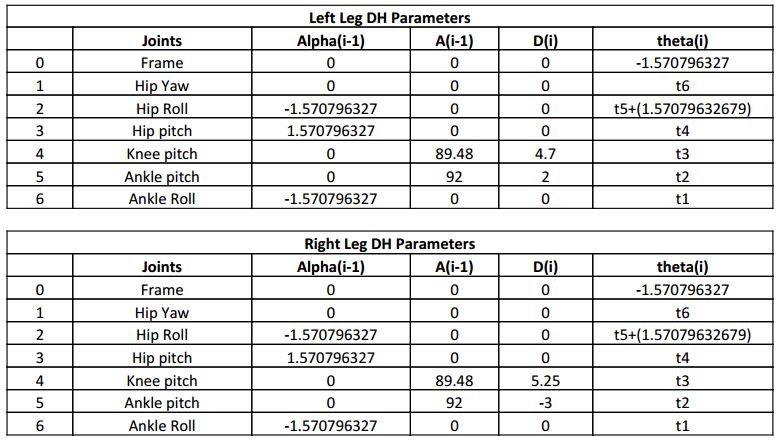 Left Leg DH Parameters
Joints Alpha(i-1) A(i-1) D(i) theta(i)
0 Frame 0 0 0 -1.570796327
1 Hip Yaw 0 0 0 t6
2 Hip Roll -1.570796327 0 0 t5+(1.57079632679)
3 Hip pitch 1.570796327 0 0 t4
4 Knee pitch 0 89.48 4.7 t3
5 Ankle pitch 0 92 2 t2
6 Ankle Roll -1.570796327 0 0 t1
Right Leg DH Parameters
Joints Alpha(i-1) A(i-1) D(i) theta(i)
0 Frame 0 0 0 -1.570796327
1 Hip Yaw 0 0 0 t6
2 Hip Roll -1.570796327 0 0 t5+(1.57079632679)
3 Hip pitch 1.570796327 0 0 t4
4 Knee pitch 0 89.48 5.25 t3
5 Ankle pitch 0 92 -3 t2
6 Ankle Roll -1.570796327 0 0 t1